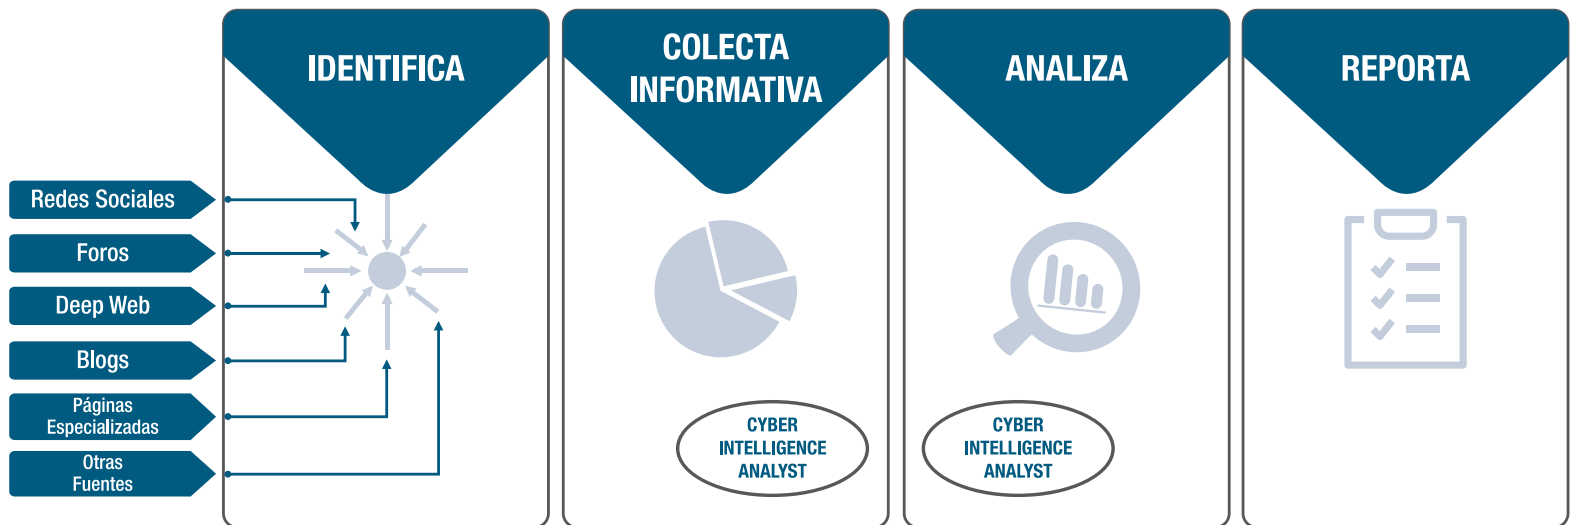 IDENTIFICA
COLECTA
INFORMATIVA
ANALIZA
REPORTA
Redes Sociales
Foros
Deep Web
Blogs
Páginas
Especializadas
Otras
Fuentes
CYBER
INTELLIGENCE
ANALYST
CYBER
INTELLIGENCE
ANALYST